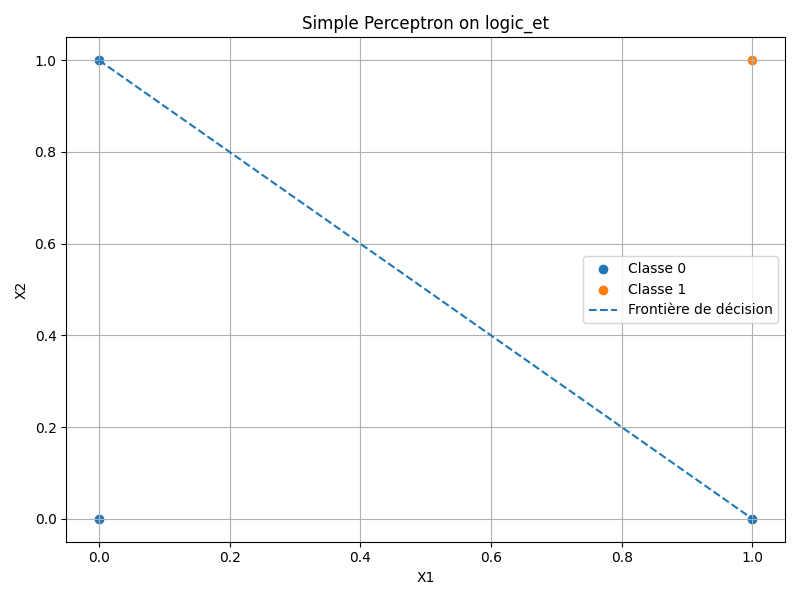 Simple Perceptron on logic_et
X2
1.0
0.8
0.6
0.4
0.2
0.0
Classe 0
Classe 1
Frontière de décision
0.0 0.2 0.4 0.6 0.8 1.0
X1